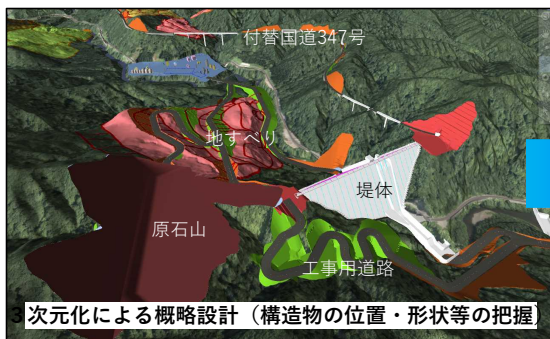 付替国道347号
地すべり
堤体
原石山
工事用道路
3次元化による概略設計（構造物の位置・形状等の把握）